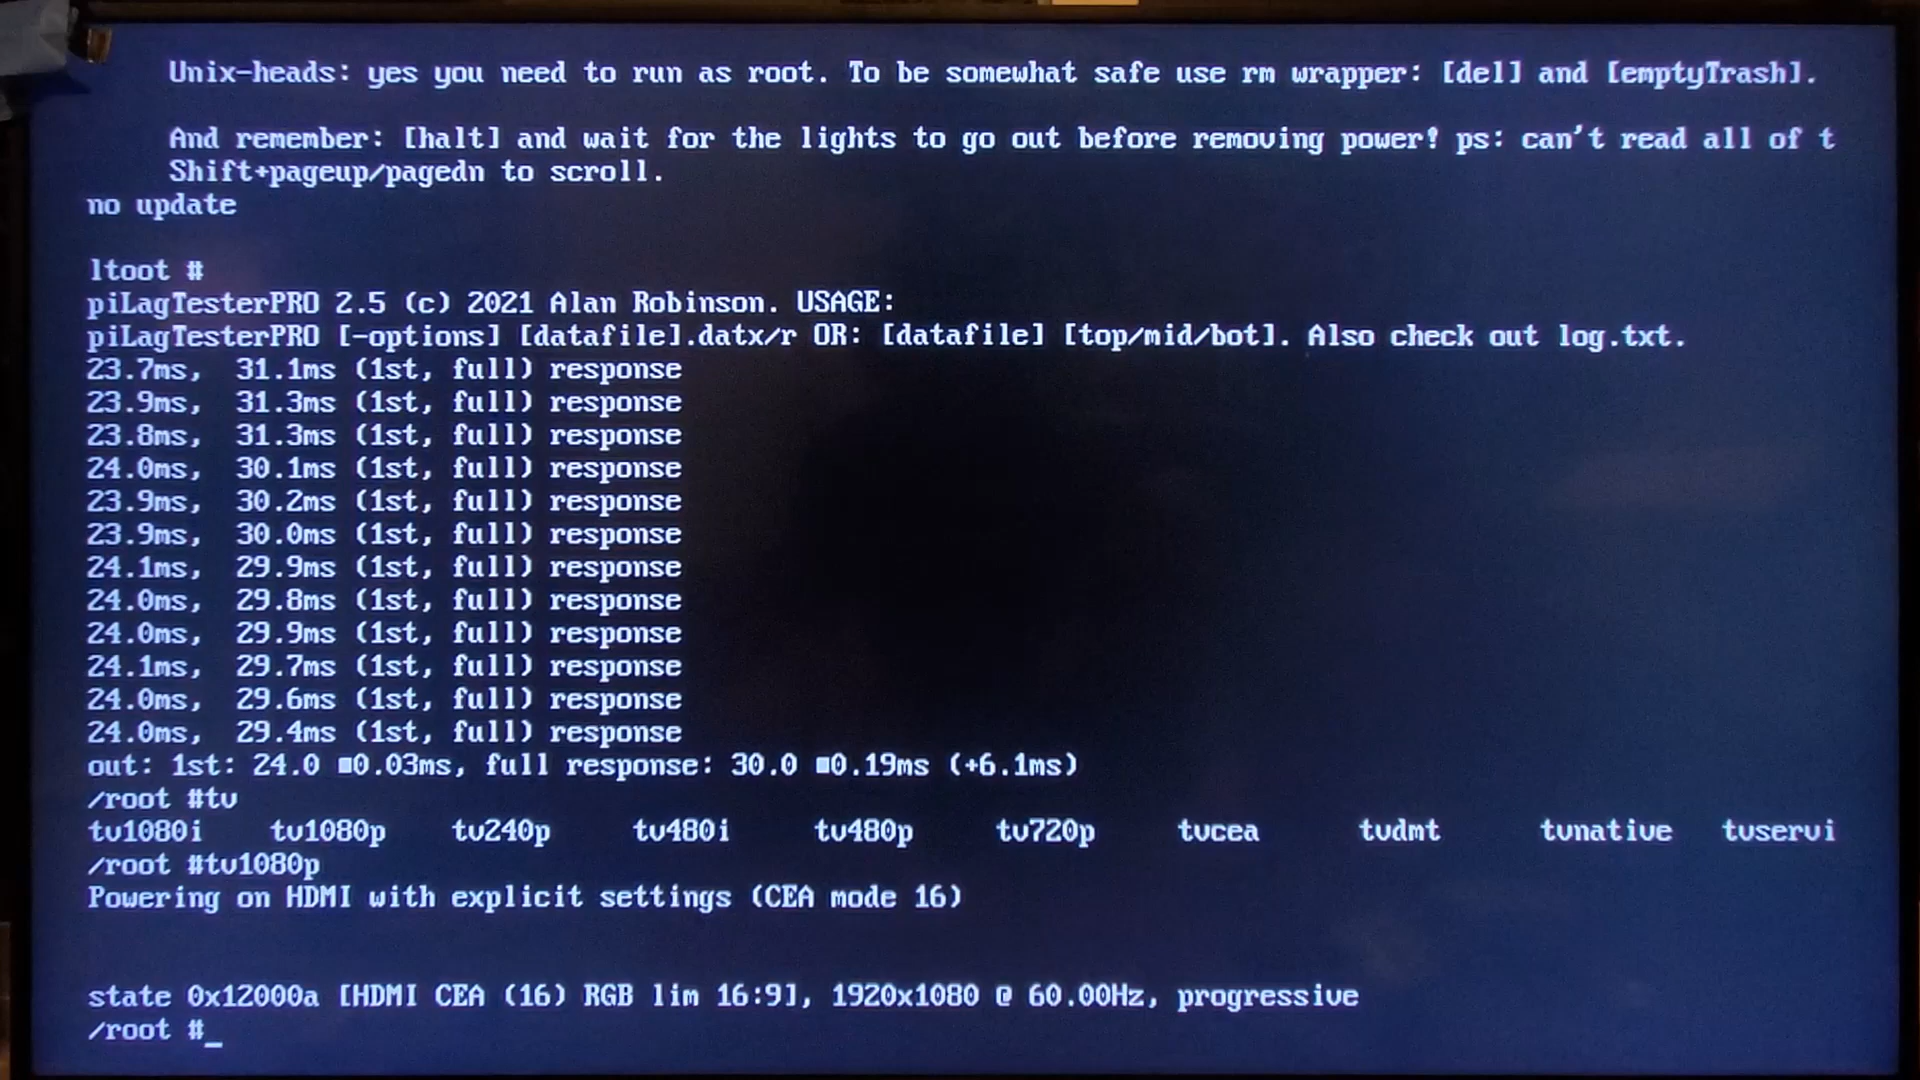 Unix-heads: yes you need to run as root. To be somewhat safe use rm wrapper: [del] and [emptyTrash].
And remember: [halt] and wait for the lights to go out before removing power! ps: can't read all of t
Shift+pageup/pagedn to scroll.
no update
ltoot #
piLagTesterPRO 2.5 (c) 2021 Alan Robinson. USAGE:
piLagTesterPRO [-options] [datafile].datx/r OR: [datafile] [top/mid/bot]. Also check out log.txt.
23.7ms,  31.1ms (1st, full) response
23.9ms,  31.3ms (1st, full) response
23.8ms,  31.3ms (1st, full) response
24.0ms,  30.1ms (1st, full) response
23.9ms,  30.2ms (1st, full) response
23.9ms,  30.0ms (1st, full) response
24.1ms,  29.9ms (1st, full) response
24.0ms,  29.8ms (1st, full) response
24.0ms,  29.9ms (1st, full) response
24.1ms,  29.7ms (1st, full) response
24.0ms,  29.6ms (1st, full) response
24.0ms,  29.4ms (1st, full) response
out: 1st: 24.0 ■0.03ms, full response: 30.0 ■0.19ms (+6.1ms)
/root #tv
tv1080i    tv1080p    tv240p     tv480i     tv480p     tv720p     tvcea      tvdmt      tvnative   tvservi
/root #tv1080p
Powering on HDMI with explicit settings (CEA mode 16)
state 0x12000a [HDMI CEA (16) RGB lim 16:9], 1920x1080 @ 60.00Hz, progressive
/root #_